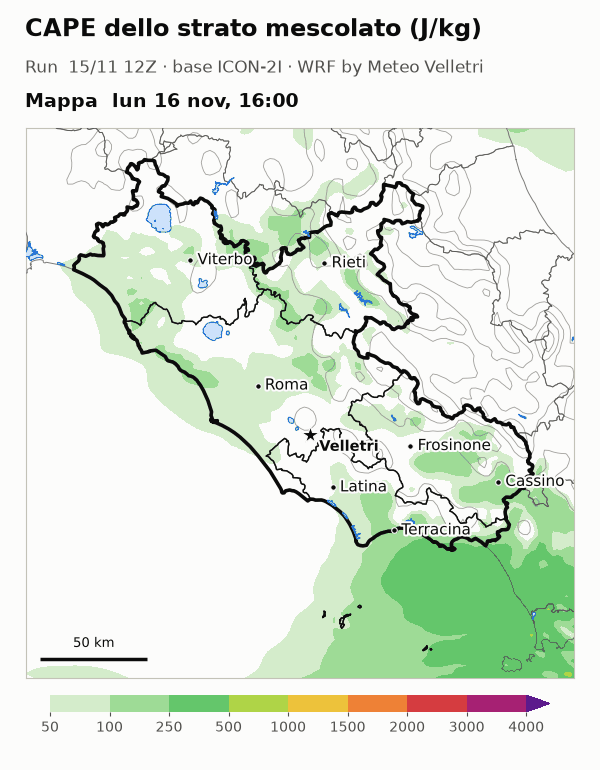 CAPE dello strato mescolato (J/kg)
Run  15/11 12Z · base ICON-2I · WRF by Meteo Velletri
Mappa  lun 16 nov, 16:00
Viterbo
Rieti
Roma
Velletri
Frosinone
Cassino
Latina
Terracina
50 km
50 100 250 500 1000 1500 2000 3000 4000